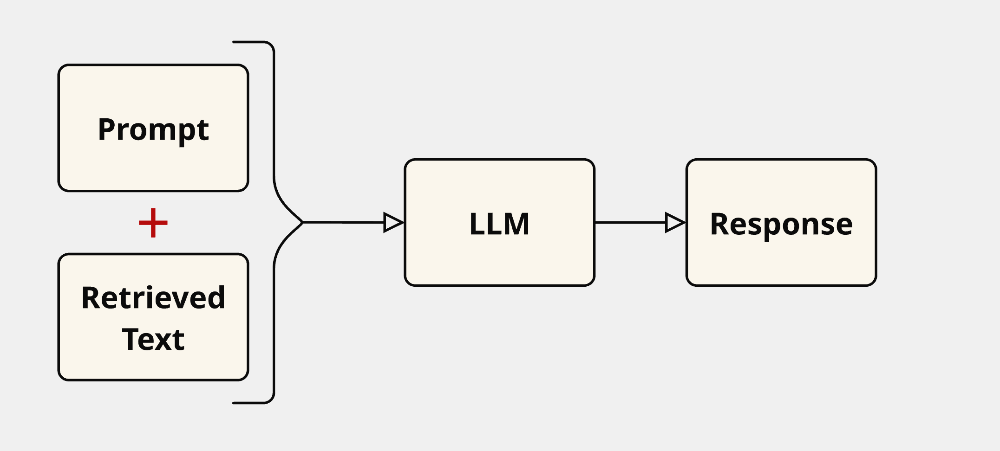 Prompt
+
Retrieved
Text
LLM
Response